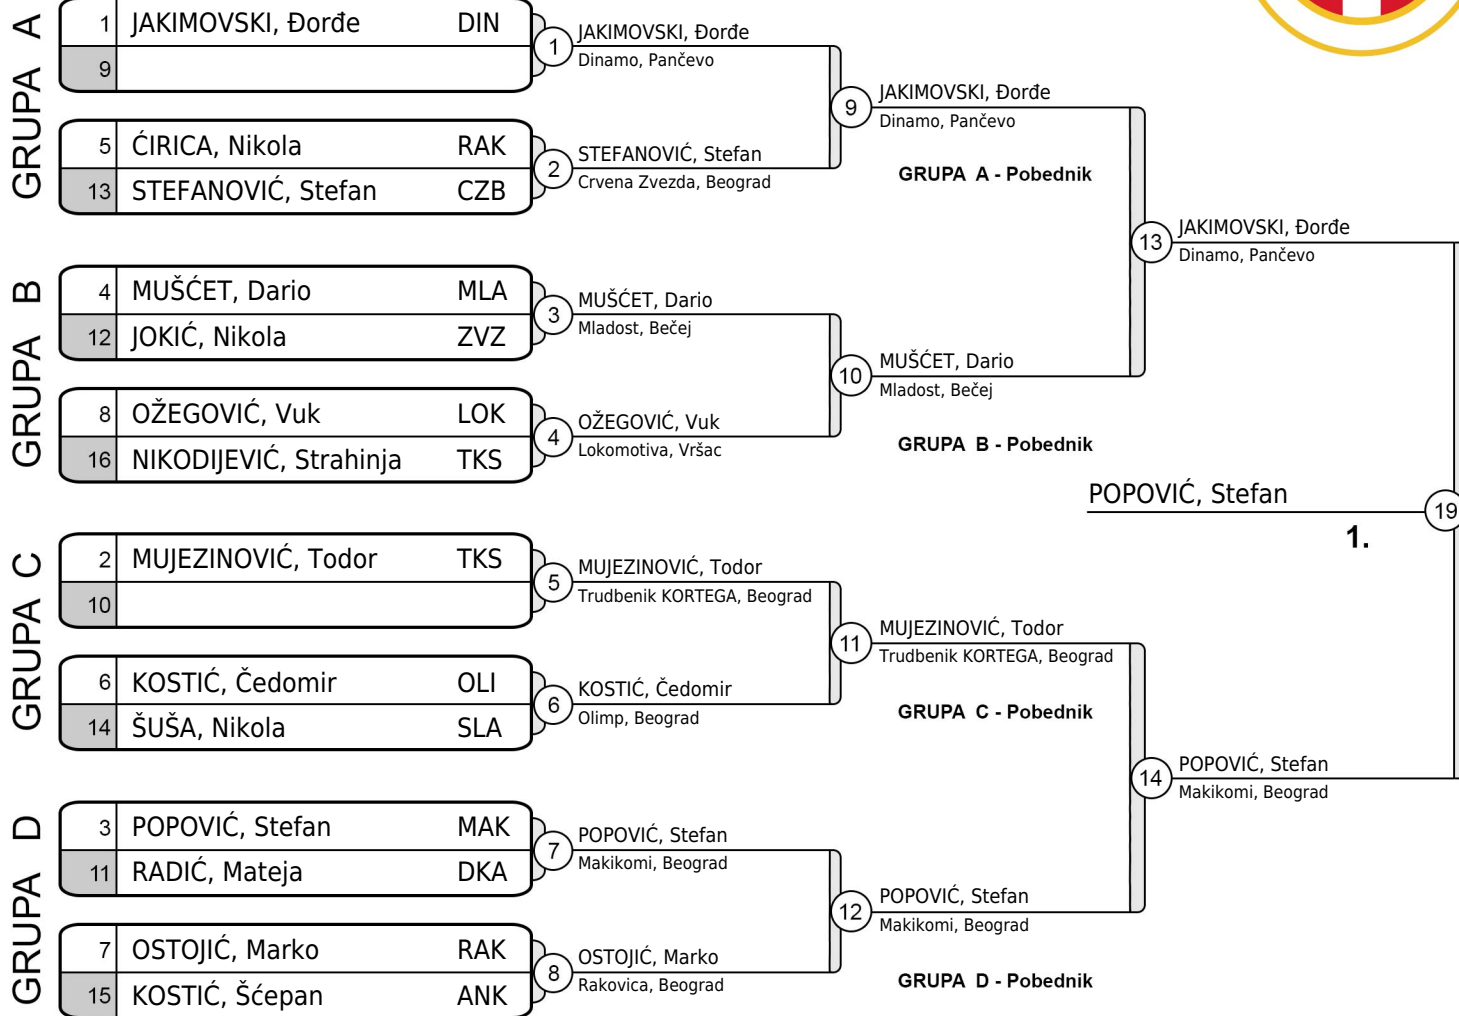 GRUPA A
1 JAKIMOVSKI, Đorđe DIN
9
5 ĆIRICA, Nikola RAK
13 STEFANOVIĆ, Stefan CZB
1 JAKIMOVSKI, Đorđe
Dinamo, Pančevo
2 STEFANOVIĆ, Stefan
Crvena Zvezda, Beograd
9 JAKIMOVSKI, Đorđe
Dinamo, Pančevo
GRUPA A - Pobednik
GRUPA B
4 MUŠĆET, Dario MLA
12 JOKIĆ, Nikola ZVZ
8 OŽEGOVIĆ, Vuk LOK
16 NIKODIJEVIĆ, Strahinja TKS
3 MUŠĆET, Dario
Mladost, Bečej
4 OŽEGOVIĆ, Vuk
Lokomotiva, Vršac
10 MUŠĆET, Dario
Mladost, Bečej
GRUPA B - Pobednik
13 JAKIMOVSKI, Đorđe
Dinamo, Pančevo
POPOVIĆ, Stefan 19
1.
GRUPA C
2 MUJEZINOVIĆ, Todor TKS
10
6 KOSTIĆ, Čedomir OLI
14 ŠUŠA, Nikola SLA
5 MUJEZINOVIĆ, Todor
Trudbenik KORTEGA, Beograd
6 KOSTIĆ, Čedomir
Olimp, Beograd
11 MUJEZINOVIĆ, Todor
Trudbenik KORTEGA, Beograd
GRUPA C - Pobednik
14 POPOVIĆ, Stefan
Makikomi, Beograd
GRUPA D
3 POPOVIĆ, Stefan MAK
11 RADIĆ, Mateja DKA
7 OSTOJIĆ, Marko RAK
15 KOSTIĆ, Šćepan ANK
7 POPOVIĆ, Stefan
Makikomi, Beograd
8 OSTOJIĆ, Marko
Rakovica, Beograd
12 POPOVIĆ, Stefan
Makikomi, Beograd
GRUPA D - Pobednik